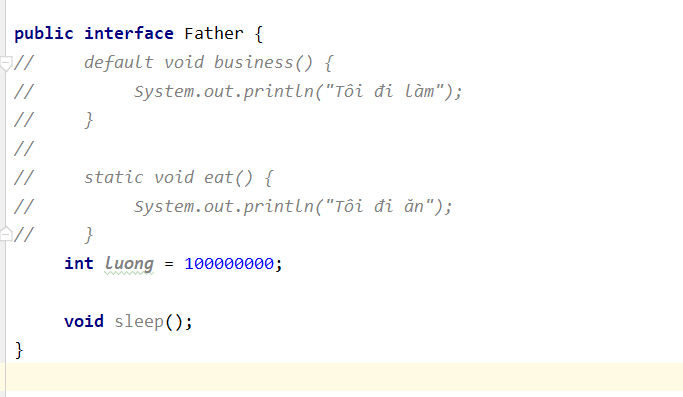 public interface Father {
//     default void business() {
//          System.out.println("Tôi đi làm");
//     }
//
//     static void eat() {
//          System.out.println("Tôi đi ăn");
//     }
     int luong = 100000000;
     void sleep();
}